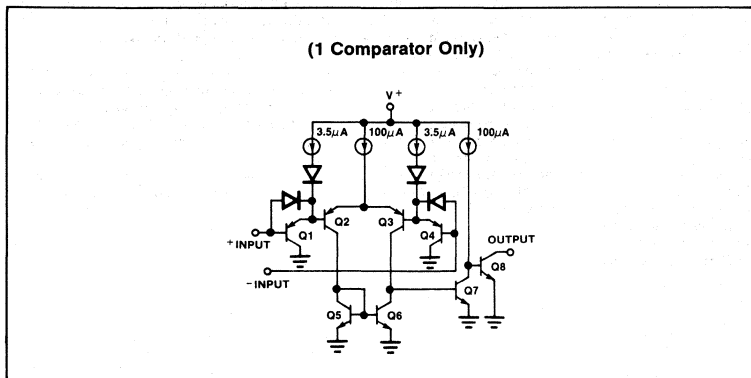 (1 Comparator Only)
V+
3.5μA 100μA 3.5μA 100μA
Q1 Q2 Q3 Q4
+ INPUT
OUTPUT
Q8
- INPUT
Q7
Q5 Q6